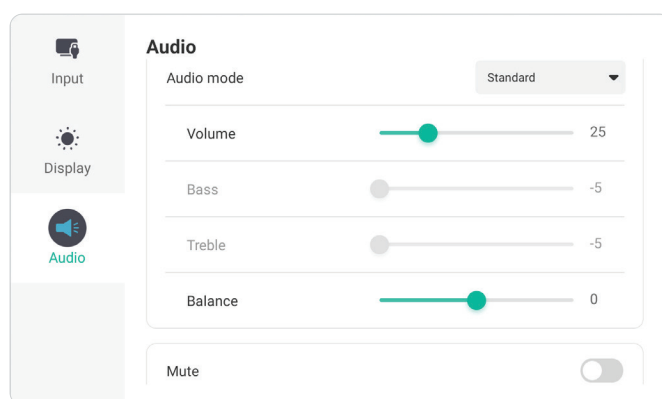 Input
Display
Audio
Audio
Audio mode
Standard
Volume
25
Bass
-5
Treble
-5
Balance
0
Mute